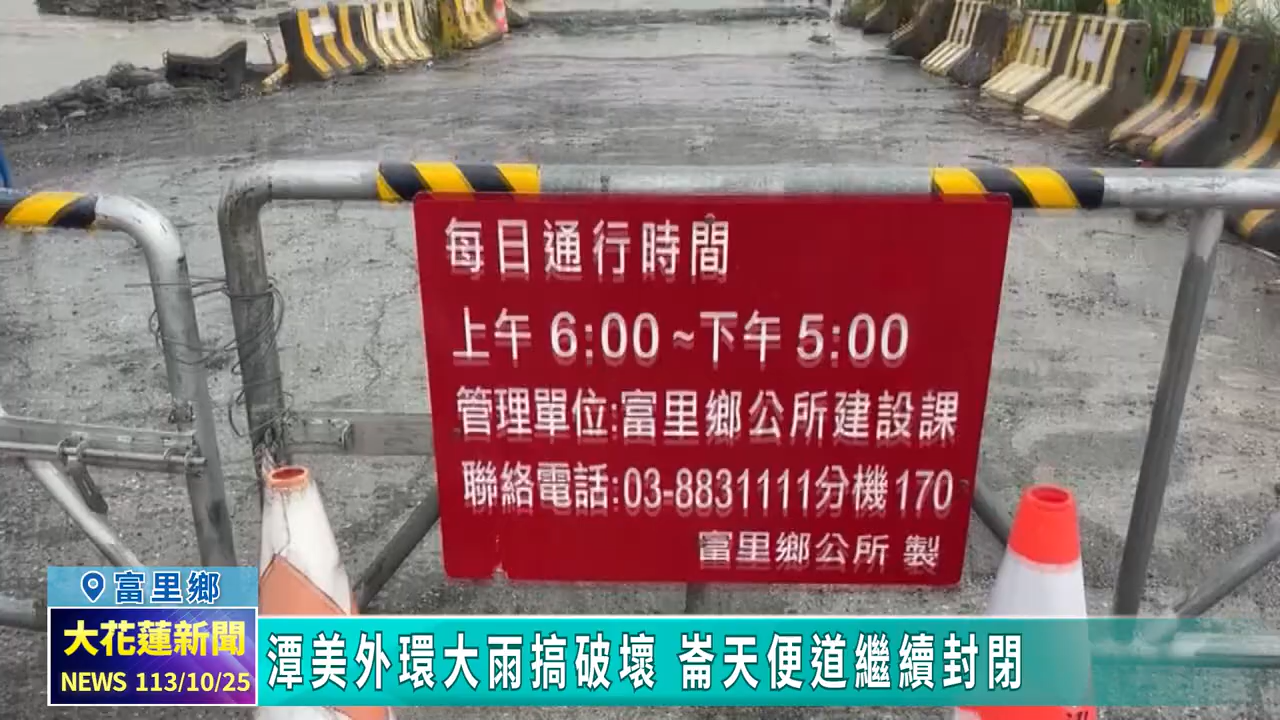 每日通行時間
上午 6:00 ~下午 5:00
管理單位:富里鄉公所建設課
聯絡電話:03-8831111分機170
富里鄉公所 製
富里鄉
大花蓮新聞
NEWS 113/10/25
潭美外環大雨搞破壞 崙天便道繼續封閉